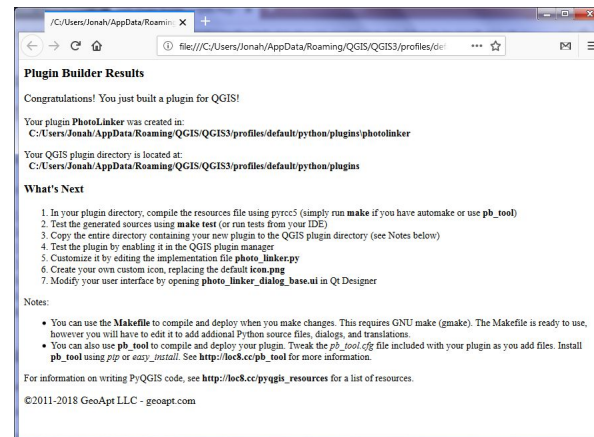 /C:/Users/Jonah/AppData/Roaming
file:///C:/Users/Jonah/AppData/Roaming/QGIS/QGIS3/profiles/def
Plugin Builder Results
Congratulations! You just built a plugin for QGIS!
Your plugin PhotoLinker was created in:
C:/Users/Jonah/AppData/Roaming/QGIS/QGIS3/profiles/default/python/plugins\photolinker
Your QGIS plugin directory is located at:
C:/Users/Jonah/AppData/Roaming/QGIS/QGIS3/profiles/default/python/plugins
What's Next
1. In your plugin directory, compile the resources file using pyrcc5 (simply run make if you have automake or use pb_tool)
2. Test the generated sources using make test (or run tests from your IDE)
3. Copy the entire directory containing your new plugin to the QGIS plugin directory (see Notes below)
4. Test the plugin by enabling it in the QGIS plugin manager
5. Customize it by editing the implementation file photo_linker.py
6. Create your own custom icon, replacing the default icon.png
7. Modify your user interface by opening photo_linker_dialog_base.ui in Qt Designer
Notes:
• You can use the Makefile to compile and deploy when you make changes. This requires GNU make (gmake). The Makefile is ready to use,
however you will have to edit it to add addional Python source files, dialogs, and translations.
• You can also use pb_tool to compile and deploy your plugin. Tweak the pb_tool.cfg file included with your plugin as you add files. Install
pb_tool using pip or easy_install. See http://loc8.cc/pb_tool for more information.
For information on writing PyQGIS code, see http://loc8.cc/pyqgis_resources for a list of resources.
©2011-2018 GeoApt LLC - geoapt.com